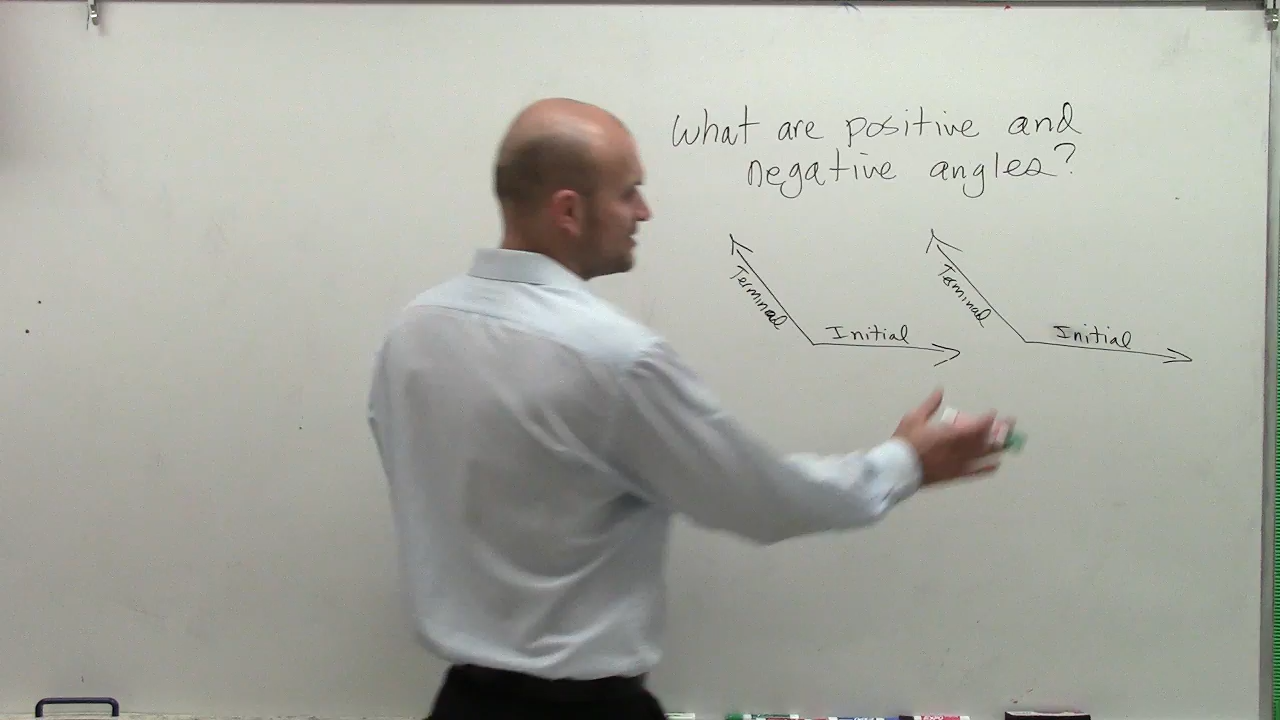 What are positive and
negative angles?
Terminal
Initial
Terminal
Initial